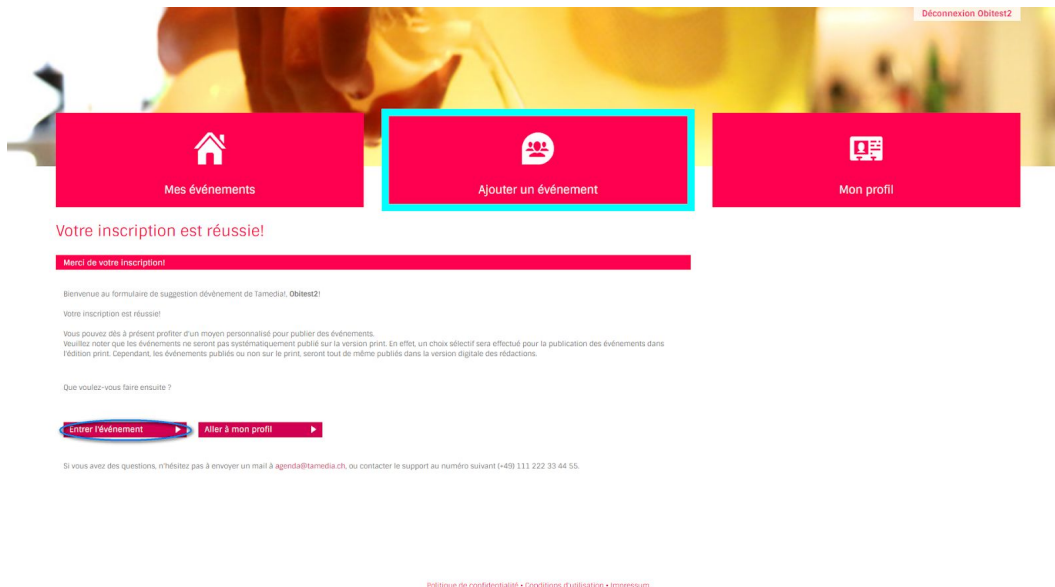 Déconnexion Obitest2
Mes événements
Ajouter un événement
Mon profil
Votre inscription est réussie!
Merci de votre inscription!
Bienvenue au formulaire de suggestion dévènement de Tamedia!, Obitest2!
Votre inscription est réussie!
Vous pouvez dès à présent profiter d'un moyen personnalisé pour publier des événements.
Veuillez noter que les événements ne seront pas systématiquement publié sur la version print. En effet, un choix sélectif sera effectué pour la publication des événements dans
l'édition print. Cependant, les événements publiés ou non sur le print, seront tout de même publiés dans la version digitale des rédactions.
Que voulez-vous faire ensuite ?
Entrer l'événement
Aller à mon profil
Si vous avez des questions, n'hésitez pas à envoyer un mail à agenda@tamedia.ch, ou contacter le support au numéro suivant (+49) 111 222 33 44 55.
Politique de confidentialité • Conditions d'utilisation • Impressum